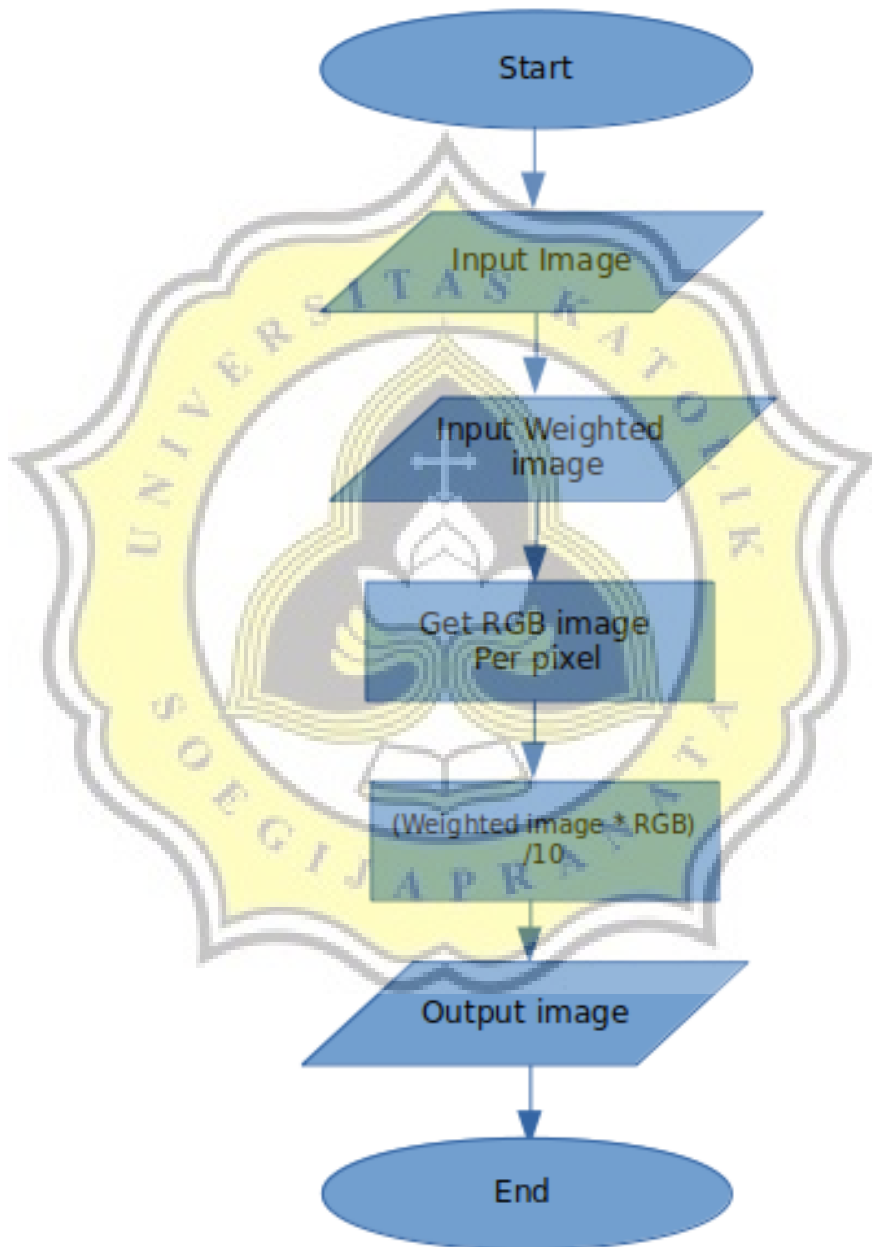 Start
Input Image
UNIVERSITAS KATOLIK
Input Weighted
image
Get RGB image
Per pixel
(Weighted image * RGB)
/10
SOEGIJAPRANATA
Output image
End